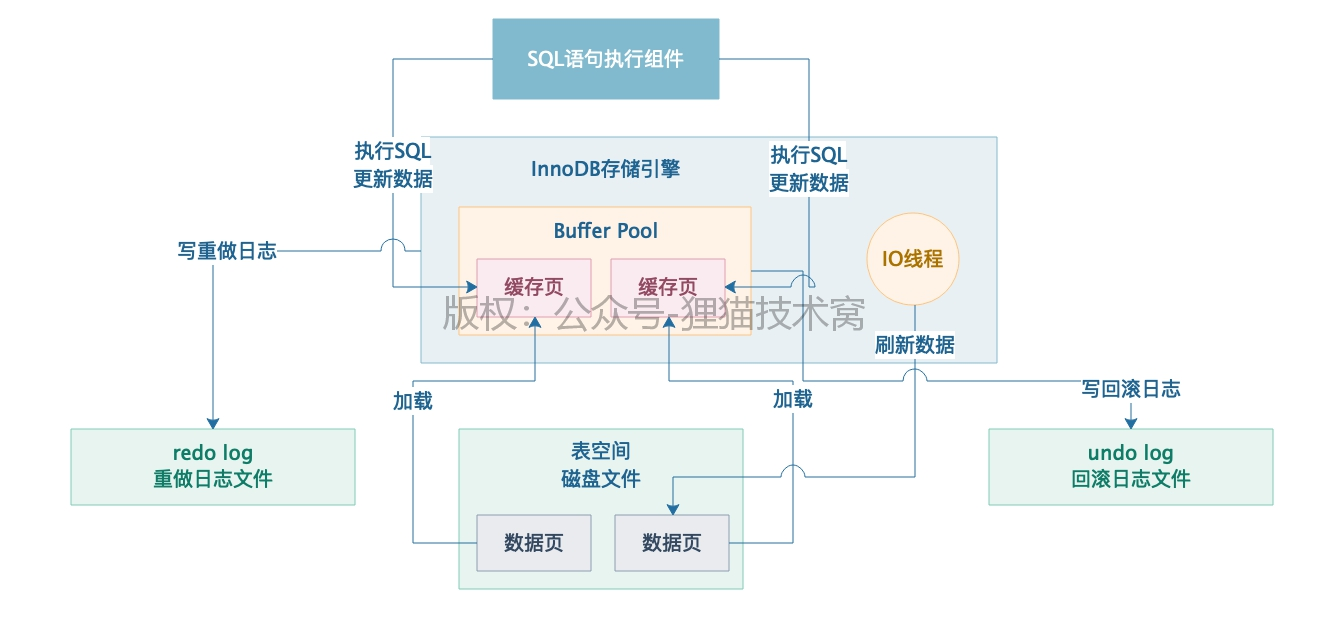 SQL语句执行组件
执行SQL
更新数据
InnoDB存储引擎
执行SQL
更新数据
Buffer Pool
写重做日志
IO线程
缓存页
缓存页
版权：公众号-狸猫技术窝
刷新数据
加载
加载
写回滚日志
redo log
重做日志文件
表空间
磁盘文件
undo log
回滚日志文件
数据页
数据页